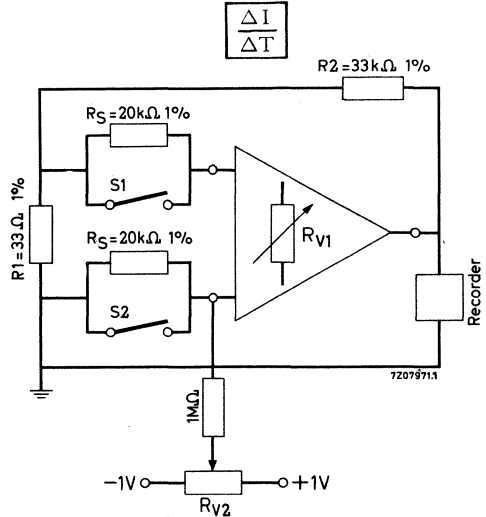 ΔI
ΔT
R2=33kΩ 1%
RS=20kΩ 1%
S1
R1=33Ω 1%
RV1
RS=20kΩ 1%
S2
Recorder
7Z07971.1
1MΩ
-1V
+1V
RV2